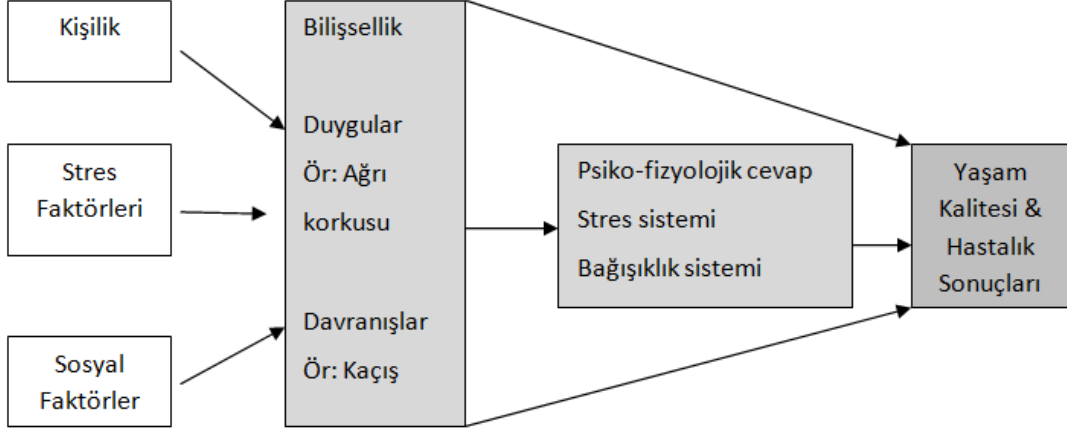 Kişilik
Stres
Faktörleri
Sosyal
Faktörler
Bilişsellik
Duygular
Ör: Ağrı
korkusu
Davranışlar
Ör: Kaçış
Psiko-fizyolojik cevap
Stres sistemi
Bağışıklık sistemi
Yaşam
Kalitesi &
Hastalık
Sonuçları